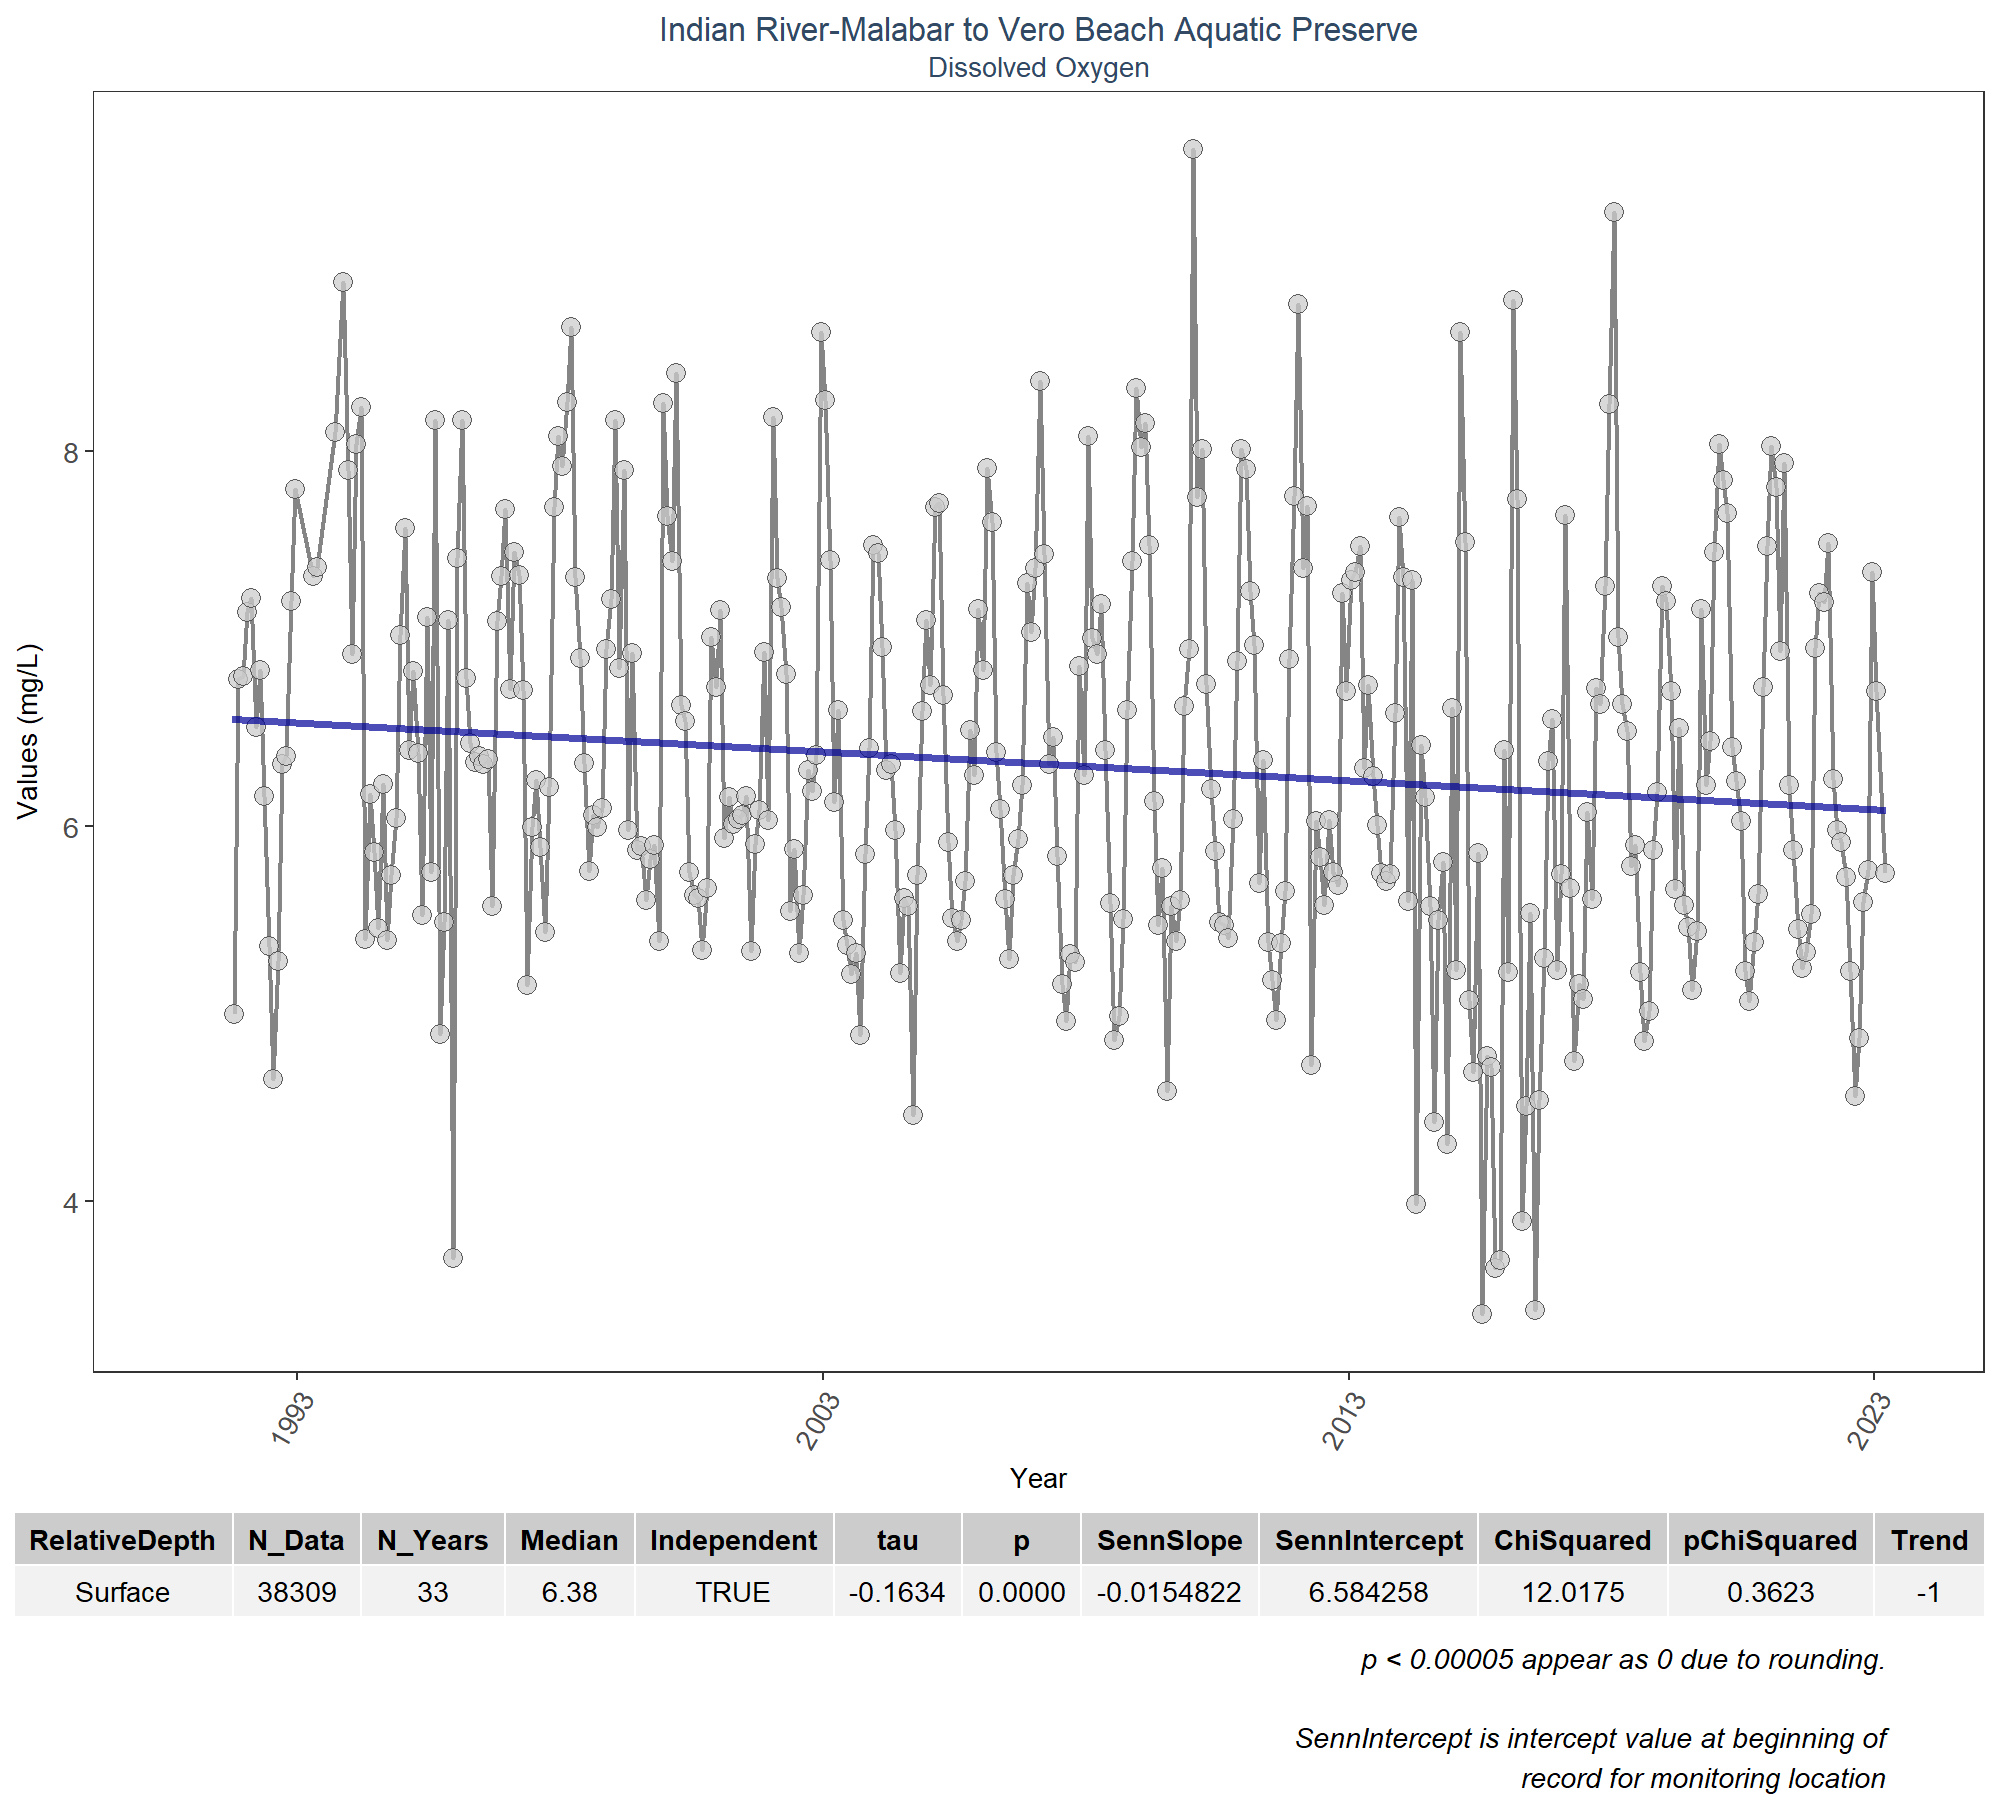 Indian River-Malabar to Vero Beach Aquatic Preserve
Dissolved Oxygen
Values (mg/L)
8
6
4
1993 2003 2013 2023
Year
RelativeDepth N_Data N_Years Median Independent tau p SennSlope SennIntercept ChiSquared pChiSquared Trend
Surface 38309 33 6.38 TRUE -0.1634 0.0000 -0.0154822 6.584258 12.0175 0.3623 -1
p < 0.00005 appear as 0 due to rounding.
SennIntercept is intercept value at beginning of
record for monitoring location